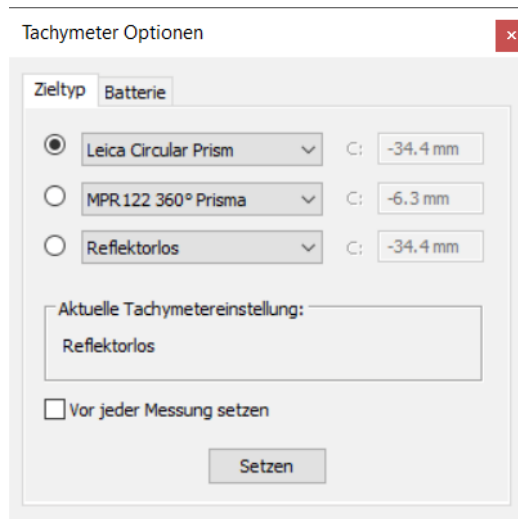 Tachymeter Optionen
Zieltyp Batterie
Leica Circular Prism C: -34.4 mm
MPR122 360° Prisma C: -6.3 mm
Reflektorlos C: -34.4 mm
Aktuelle Tachymetereinstellung:
Reflektorlos
Vor jeder Messung setzen
Setzen